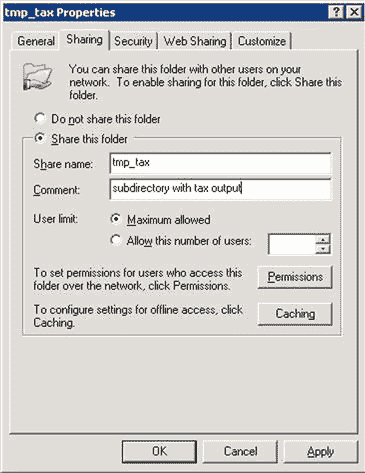 tmp_tax Properties
General Sharing Security Web Sharing Customize
You can share this folder with other users on your
network. To enable sharing for this folder, click Share this
folder.
Do not share this folder
Share this folder
Share name: tmp_tax
Comment: subdirectory with tax output
User limit: Maximum allowed
Allow this number of users:
To set permissions for users who access this
folder over the network, click Permissions.
Permissions
To configure settings for offline access, click
Caching.
Caching
OK Cancel Apply